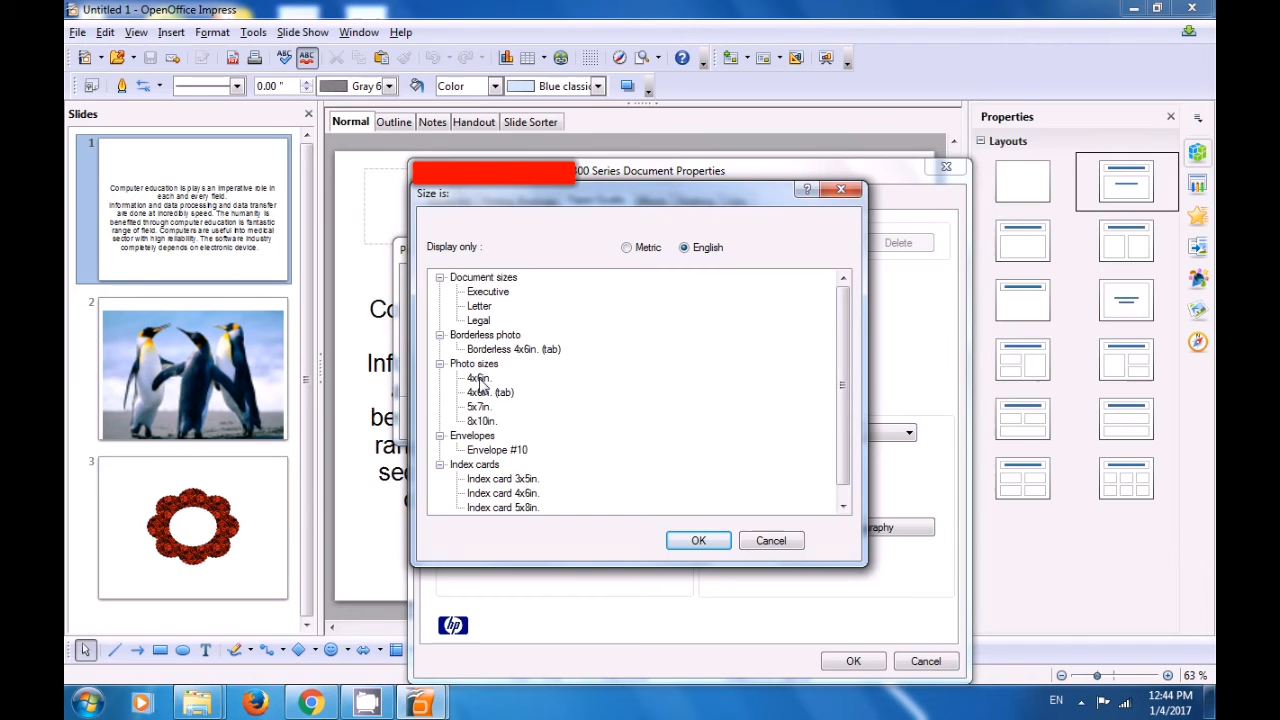 Untitled 1 - OpenOffice Impress
File Edit View Insert Format Tools Slide Show Window Help
ABC ABC
0.00 " Gray 6 Color Blue classic
Slides
Normal Outline Notes Handout Slide Sorter
Properties
Layouts
1
Computer education is plays an imperative role in
each and every field.
Information and data processing and data transfer
are done at incredibly speed. The humanity is
benefited through computer education is fantastic
range of field. Computers are useful into medical
sector with high reliability. The software industry
completely depends on electronic device.
2
3
Series Document Properties
Size is:
Display only :
Metric
English
Delete
Document sizes
Executive
Letter
Legal
Borderless photo
Borderless 4x6in. (tab)
Photo sizes
4x6in.
4x6in. (tab)
5x7in.
8x10in.
Envelopes
Envelope #10
Index cards
Index card 3x5in.
Index card 4x6in.
Index card 5x8in.
OK Cancel
hp
OK Cancel
63 %
EN
12:44 PM
1/4/2017